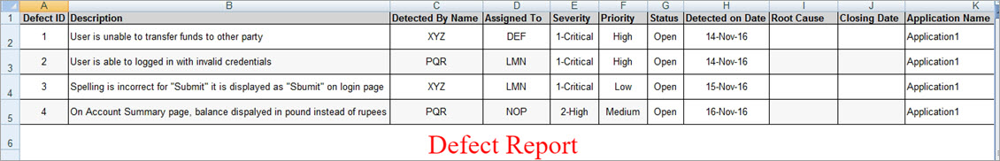 A B C D E F G H I J K
1 Defect ID Description Detected By Name Assigned To Severity Priority Status Detected on Date Root Cause Closing Date Application Name
2 1 User is unable to transfer funds to other party XYZ DEF 1-Critical High Open 14-Nov-16 Application1
3 2 User is able to logged in with invalid credentials PQR LMN 1-Critical High Open 14-Nov-16 Application1
4 3 Spelling is incorrect for "Submit" it is displayed as "Sbumit" on login page XYZ LMN 1-Critical Low Open 15-Nov-16 Application1
5 4 On Account Summary page, balance dispalyed in pound instead of rupees PQR NOP 2-High Medium Open 16-Nov-16 Application1
6 Defect Report